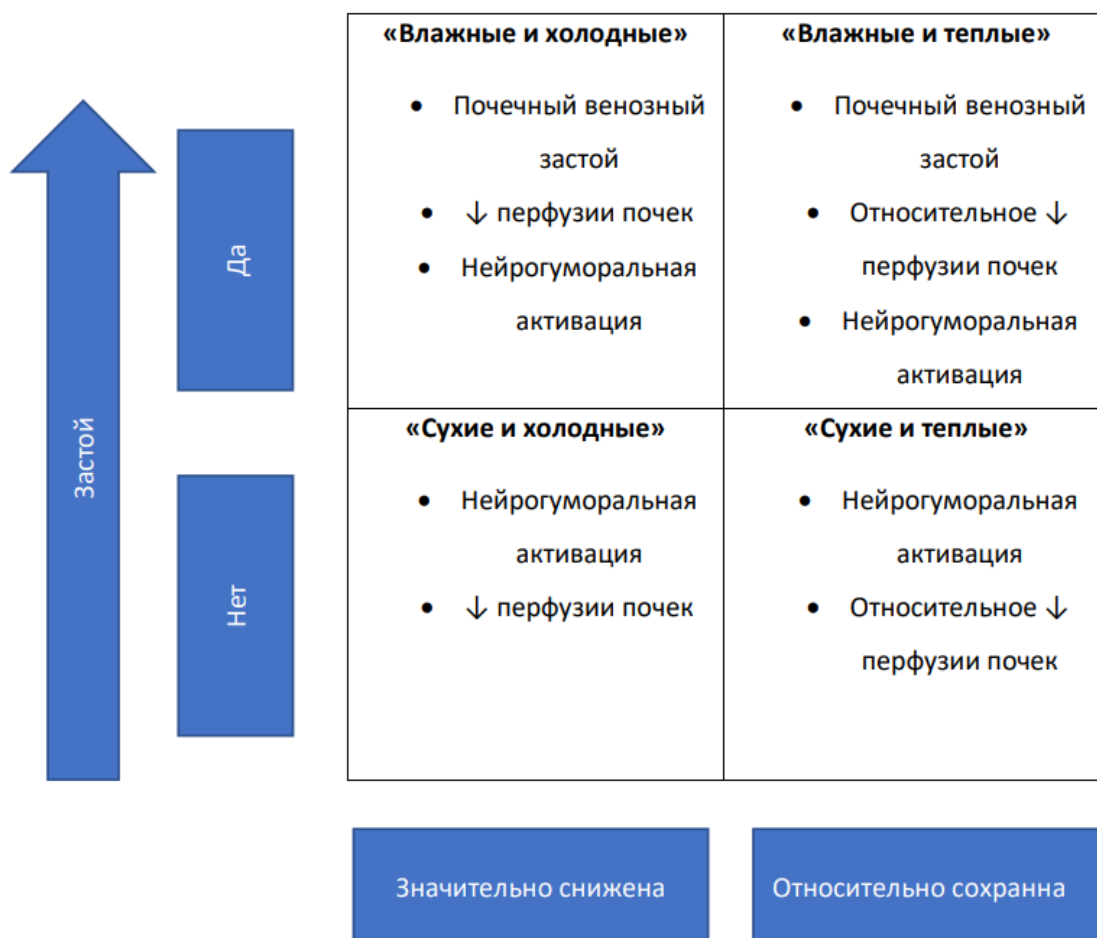 «Влажные и холодные»
• Почечный венозный
застой
• ↓ перфузии почек
• Нейрогуморальная
активация
«Влажные и теплые»
• Почечный венозный
застой
• Относительное ↓
перфузии почек
• Нейрогуморальная
активация
«Сухие и холодные»
• Нейрогуморальная
активация
• ↓ перфузии почек
«Сухие и теплые»
• Нейрогуморальная
активация
• Относительное ↓
перфузии почек
Застой
Да
Нет
Значительно снижена
Относительно сохранна